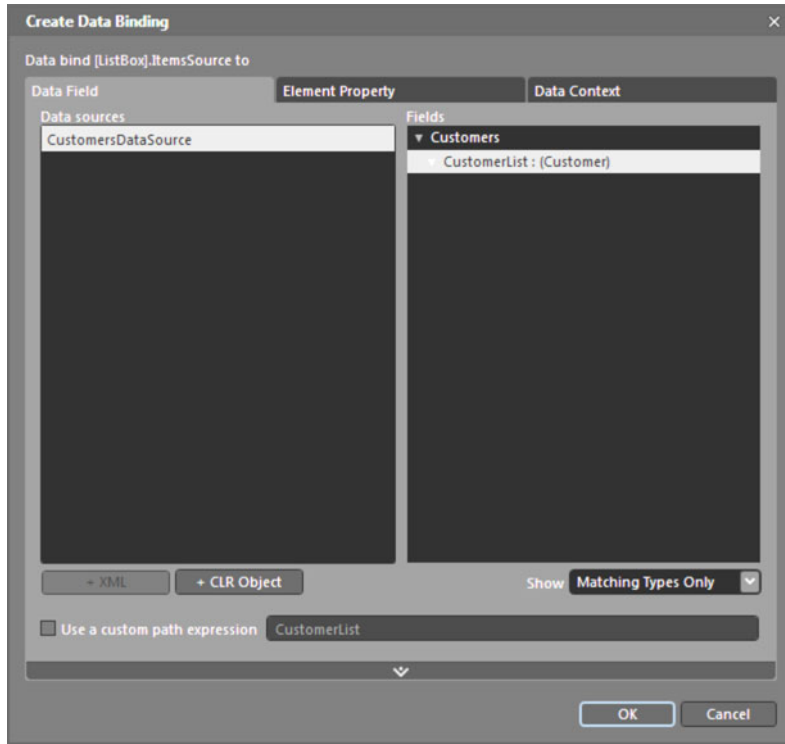 Create Data Binding
Data bind [ListBox].ItemsSource to
Data Field Element Property Data Context
Data sources Fields
CustomersDataSource
Customers
CustomerList : (Customer)
+ XML + CLR Object
Show Matching Types Only
Use a custom path expression CustomerList
OK Cancel